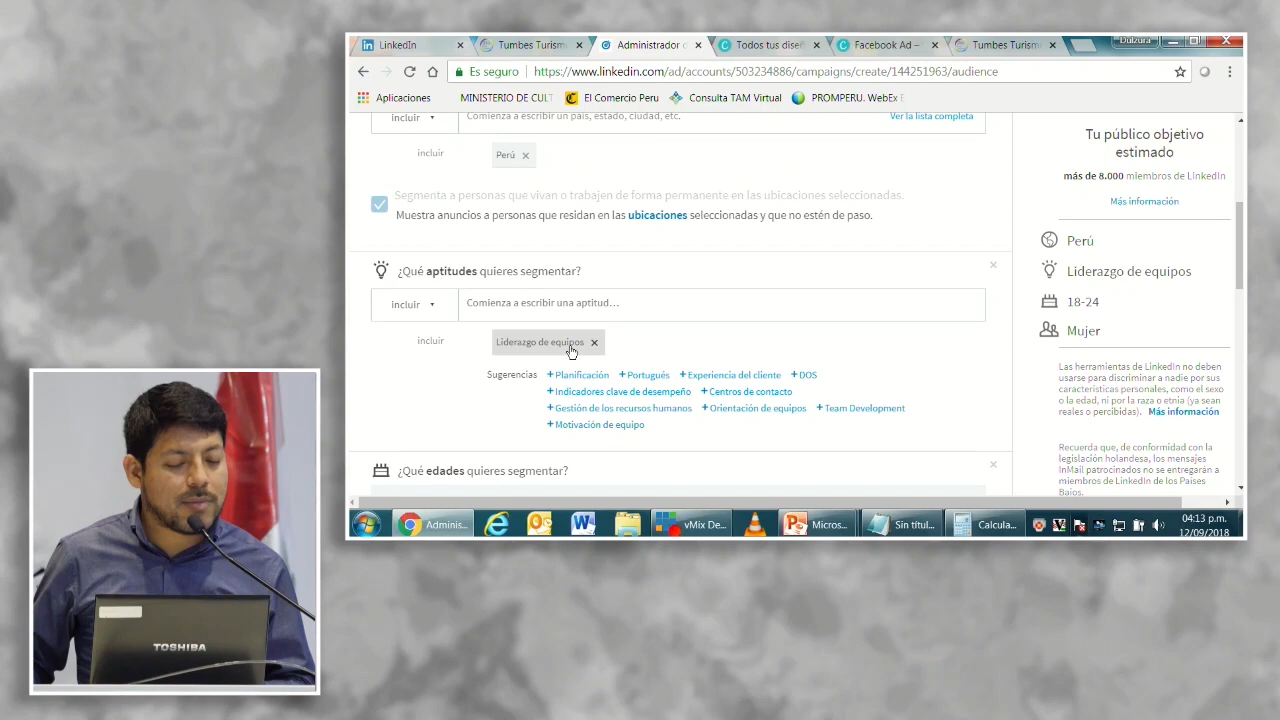 LinkedIn
Tumbes Turism
Administrador d
Todos tus dise
Facebook Ad –
Tumbes Turism
Dulzura
Es seguro
https://www.linkedin.com/ad/accounts/503234886/campaigns/create/144251963/audience
Aplicaciones
MINISTERIO DE CULT
El Comercio Peru
Consulta TAM Virtual
PROMPERU. WebEx E
incluir
Comienza a escribir un país, estado, ciudad, etc.
Ver la lista completa
incluir
Perú
Segmenta a personas que vivan o trabajen de forma permanente en las ubicaciones seleccionadas.
Muestra anuncios a personas que residan en las ubicaciones seleccionadas y que no estén de paso.
¿Qué aptitudes quieres segmentar?
incluir
Comienza a escribir una aptitud...
incluir
Liderazgo de equipos
Sugerencias
+ Planificación + Portugués + Experiencia del cliente + DOS
+ Indicadores clave de desempeño + Centros de contacto
+ Gestión de los recursos humanos + Orientación de equipos + Team Development
+ Motivación de equipo
¿Qué edades quieres segmentar?
Tu público objetivo
estimado
más de 8.000 miembros de LinkedIn
Más información
Perú
Liderazgo de equipos
18-24
Mujer
Las herramientas de LinkedIn no deben
usarse para discriminar a nadie por sus
características personales, como el sexo
o la edad, ni por la raza o etnia (ya sean
reales o percibidas). Más información
Recuerda que, de conformidad con la
legislación holandesa, los mensajes
InMail patrocinados no se entregarán a
miembros de LinkedIn de los Países
Bajos.
Adminis...
vMix De...
Micros...
Sin títul...
Calcula...
04:13 p.m.
12/09/2018
TOSHIBA